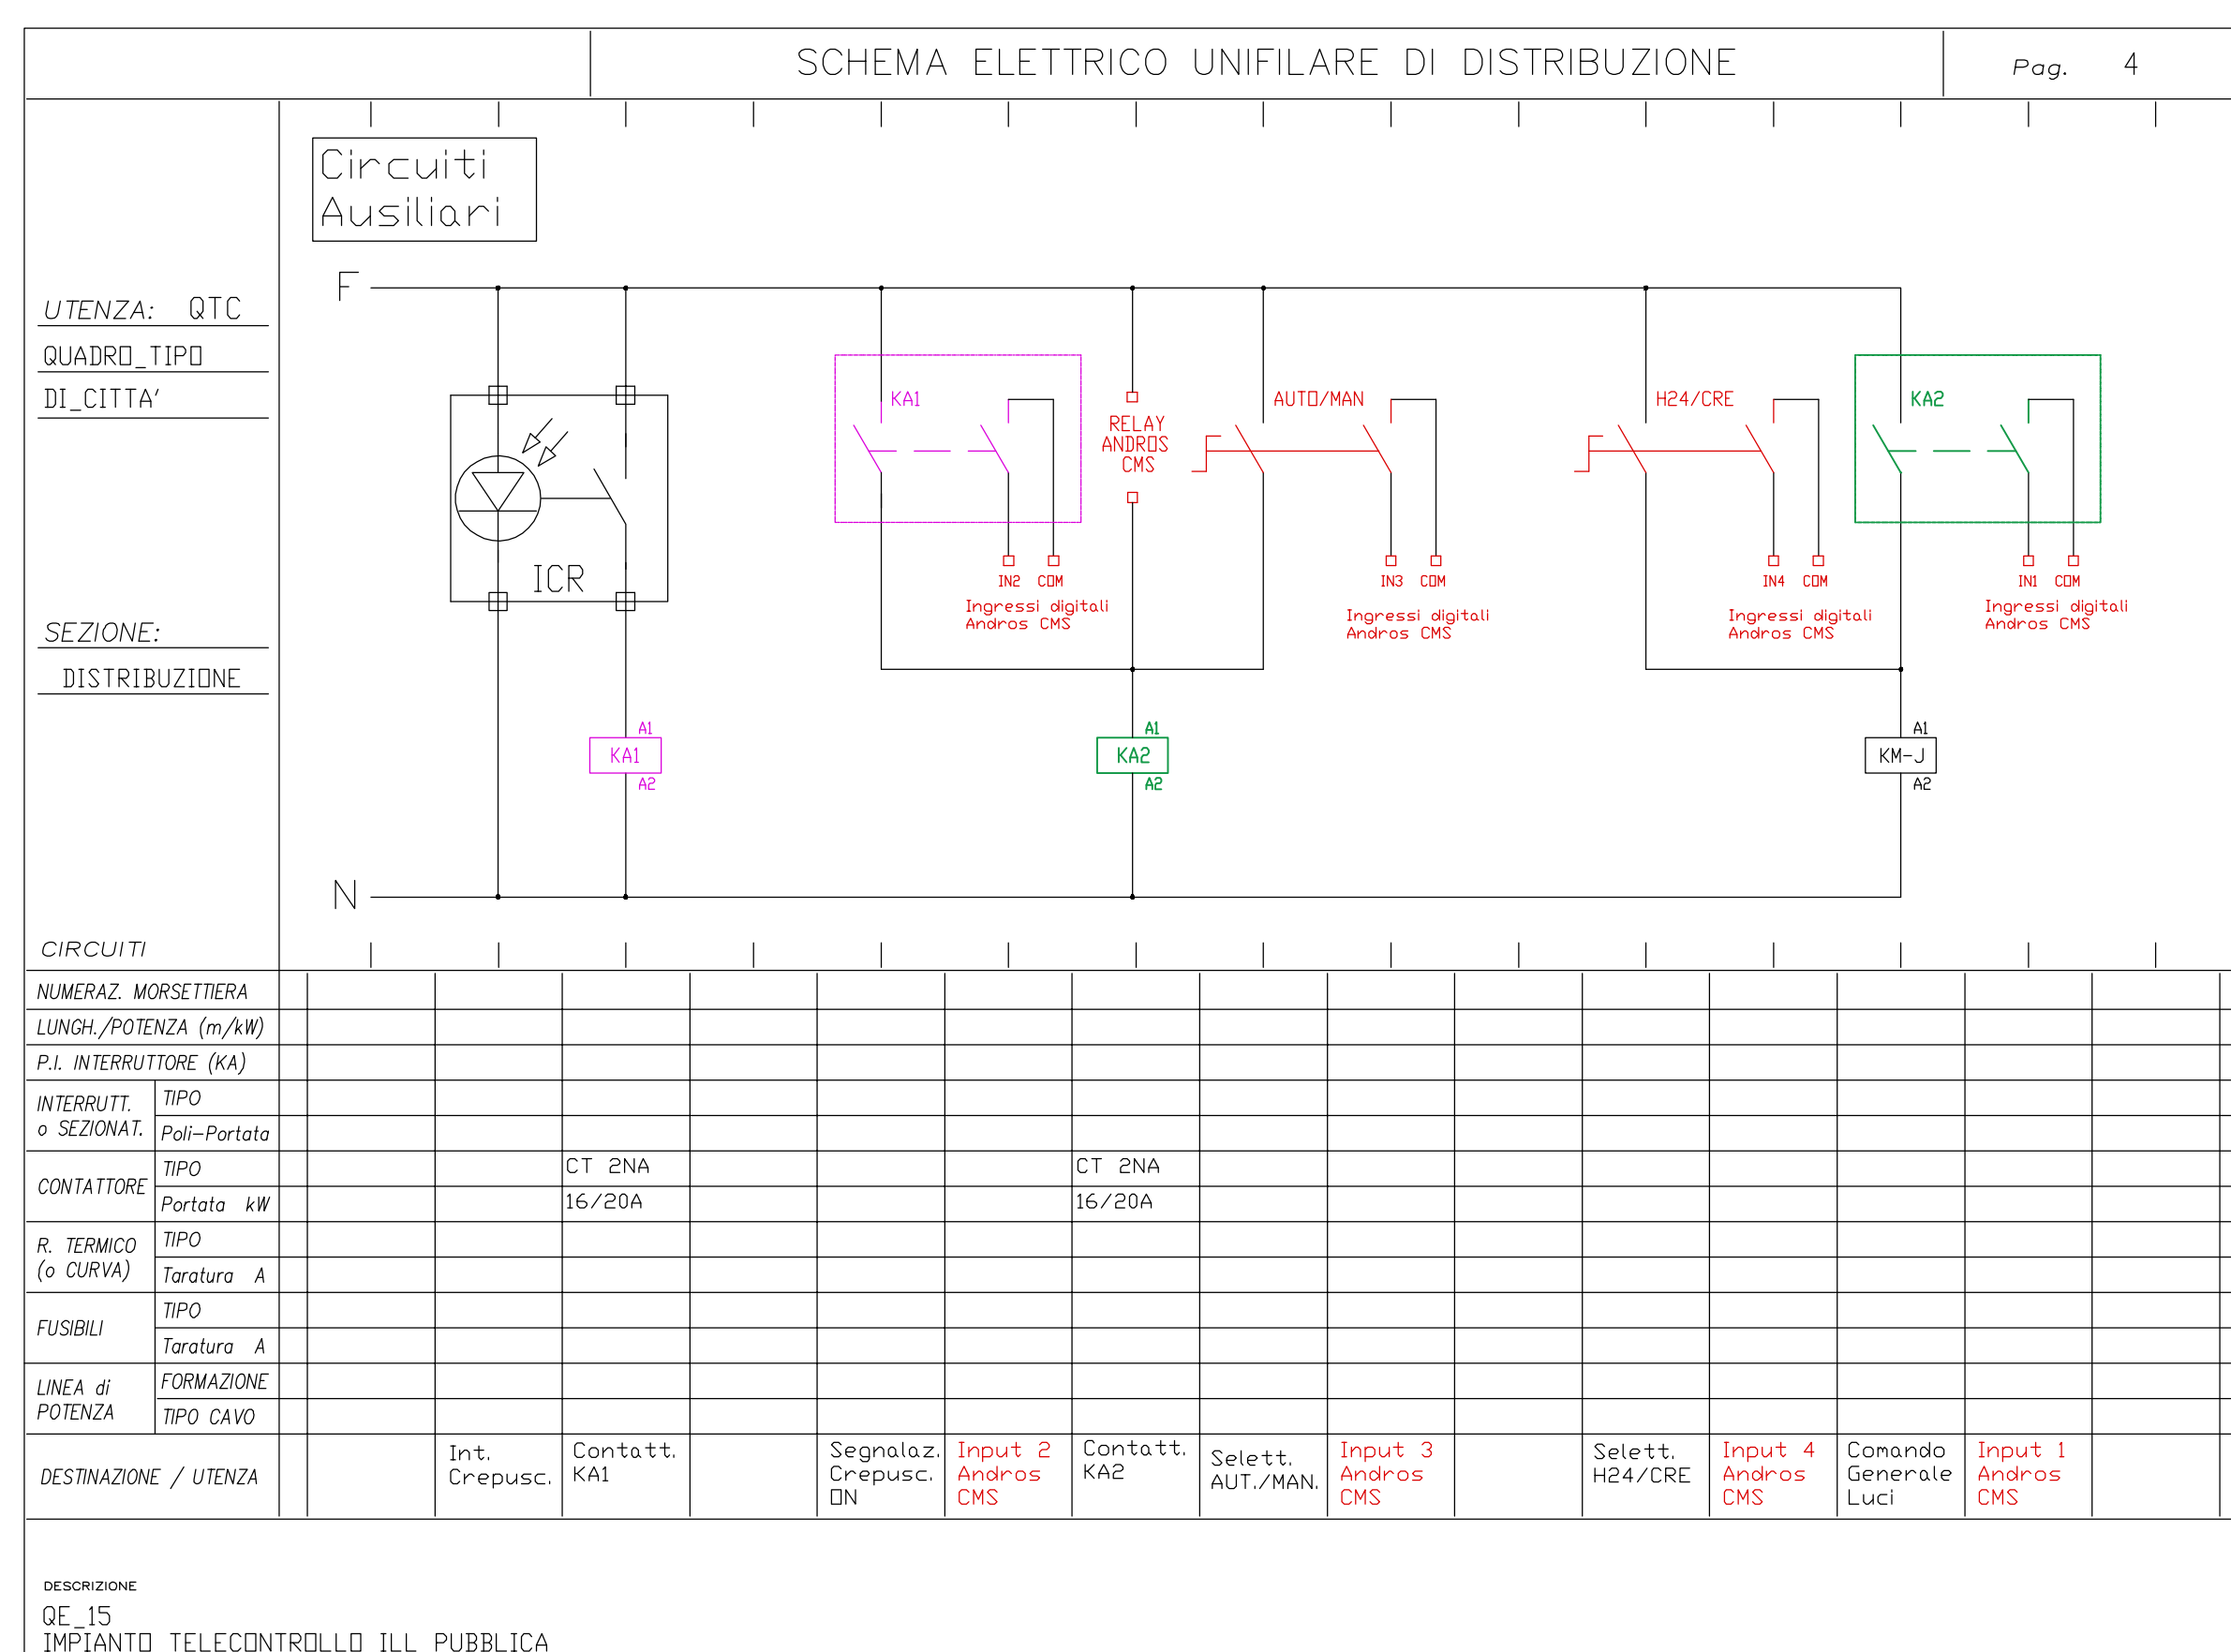 SCHEMA ELETTRICO UNIFILARE DI DISTRIBUZIONE
Pag. 4
Circuiti
Ausiliari
F
UTENZA: QTC
QUADRO_TIPO
DI_CITTA'
KA1
AUTO/MAN
H24/CRE
KA2
RELAY
ANDROS
CMS
ICR
IN2 COM
IN3 COM
IN4 COM
IN1 COM
Ingressi digitali
Andros CMS
Ingressi digitali
Andros CMS
Ingressi digitali
Andros CMS
Ingressi digitali
Andros CMS
SEZIONE:
DISTRIBUZIONE
A1
KA1
A2
A1
KA2
A2
A1
KM-J
A2
N
CIRCUITI
NUMERAZ. MORSETTIERA
LUNGH./POTENZA (m/kW)
P.I. INTERRUTTORE (KA)
INTERRUTT.
o SEZIONAT.
TIPO
Poli-Portata
CONTATTORE
TIPO
CT 2NA
CT 2NA
Portata kW
16/20A
16/20A
R. TERMICO
(o CURVA)
TIPO
Taratura A
FUSIBILI
TIPO
Taratura A
LINEA di
POTENZA
FORMAZIONE
TIPO CAVO
DESTINAZIONE / UTENZA
Int.
Crepusc.
Contatt.
KA1
Segnalaz.
Crepusc.
ON
Input 2
Andros
CMS
Contatt.
KA2
Selett.
AUT./MAN.
Input 3
Andros
CMS
Selett.
H24/CRE
Input 4
Andros
CMS
Comando
Generale
Luci
Input 1
Andros
CMS
DESCRIZIONE
QE_15
IMPIANTO TELECONTROLLO ILL PUBBLICA